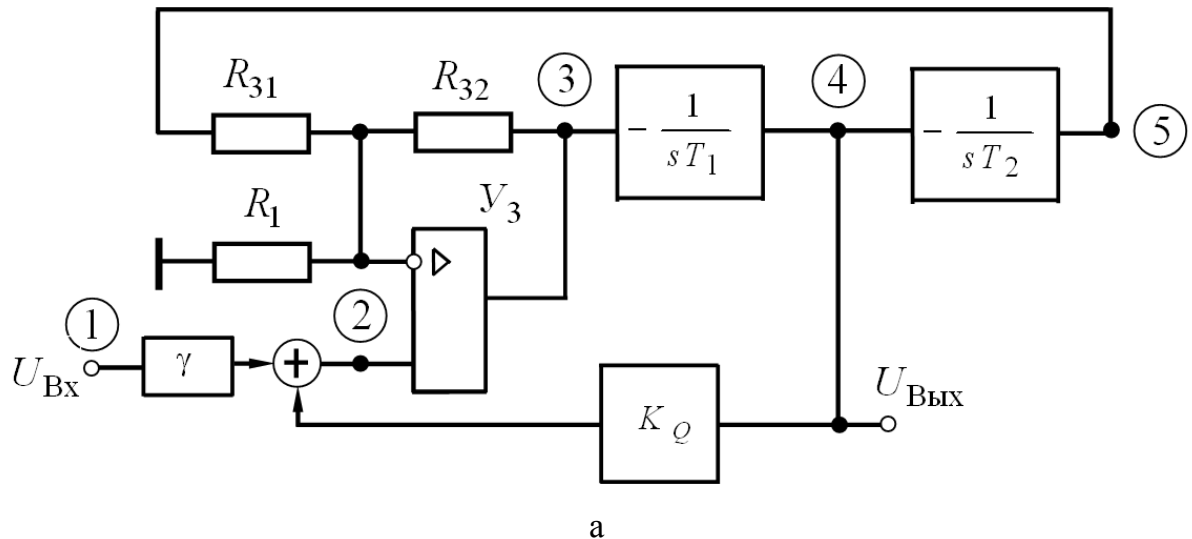 R31 R32 3 4 5
− 1 / sT1
− 1 / sT2
R1 У3
1 2
UВх γ + KQ UВых
а